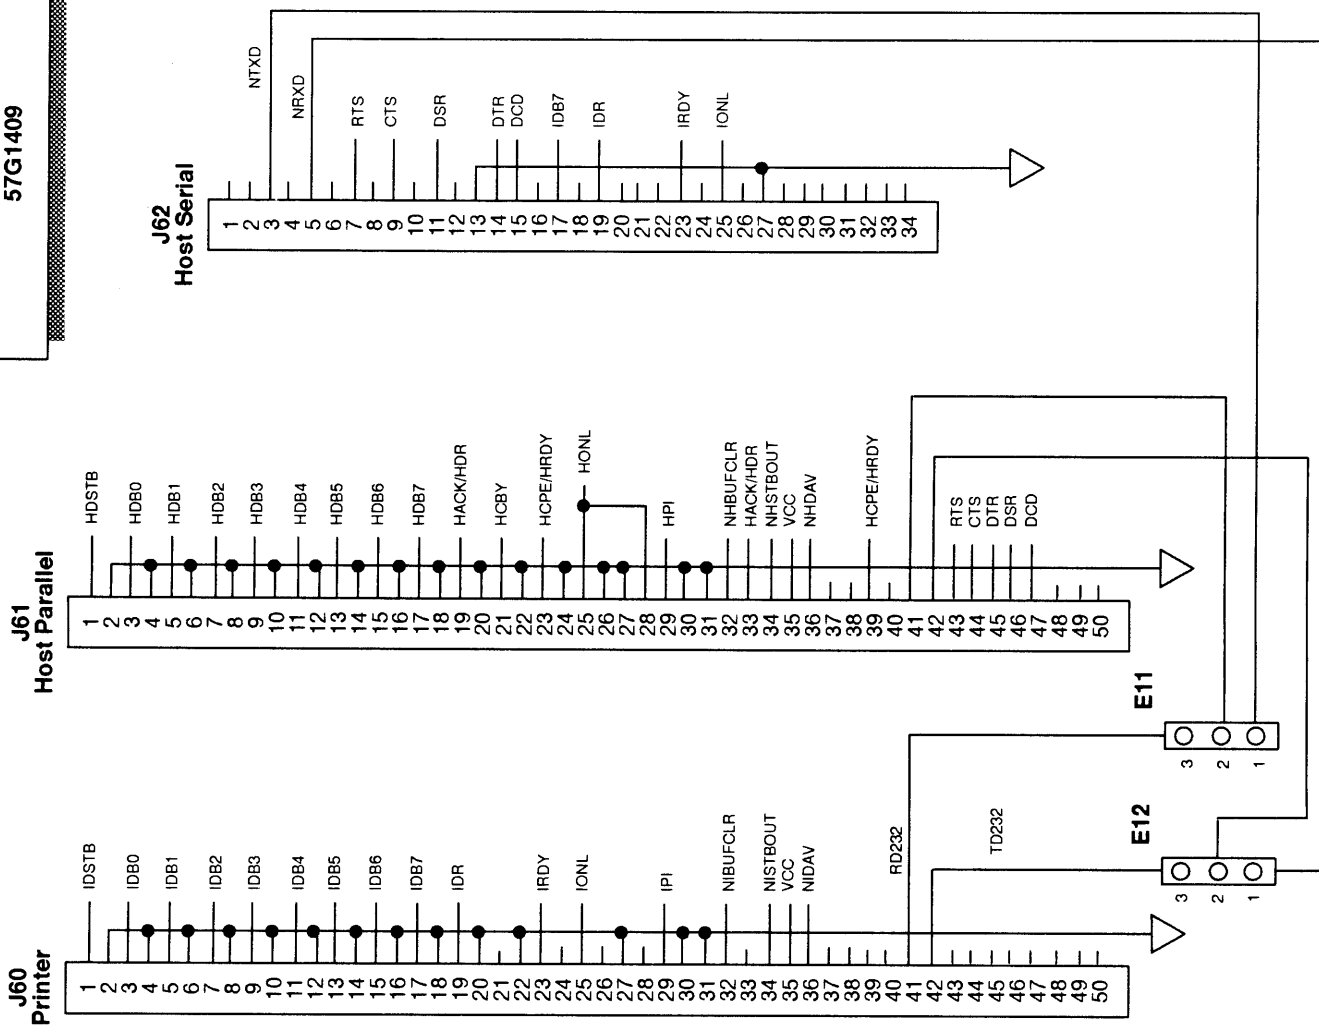 57G1409
J62
Host Serial
NTXD
NRXD
RTS
CTS
DSR
DTR
DCD
IDB7
IDR
IRDY
IONL
1
2
3
4
5
6
7
8
9
10
11
12
13
14
15
16
17
18
19
20
21
22
23
24
25
26
27
28
29
30
31
32
33
34
J61
Host Parallel
HDSTB
HDB0
HDB1
HDB2
HDB3
HDB4
HDB5
HDB6
HDB7
HACK/HDR
HCBY
HCPE/HRDY
HONL
HPI
NHBUFCLR
HACK/HDR
NHSTBOUT
VCC
NHDAV
HCPE/HRDY
RTS
CTS
DTR
DSR
DCD
1
2
3
4
5
6
7
8
9
10
11
12
13
14
15
16
17
18
19
20
21
22
23
24
25
26
27
28
29
30
31
32
33
34
35
36
37
38
39
40
41
42
43
44
45
46
47
48
49
50
E11
3
2
1
E12
3
2
1
J60
Printer
IDSTB
IDB0
IDB1
IDB2
IDB3
IDB4
IDB5
IDB6
IDB7
IDR
IRDY
IONL
IPI
NIBUFCLR
NISTBOUT
VCC
NIDAV
RD232
TD232
1
2
3
4
5
6
7
8
9
10
11
12
13
14
15
16
17
18
19
20
21
22
23
24
25
26
27
28
29
30
31
32
33
34
35
36
37
38
39
40
41
42
43
44
45
46
47
48
49
50